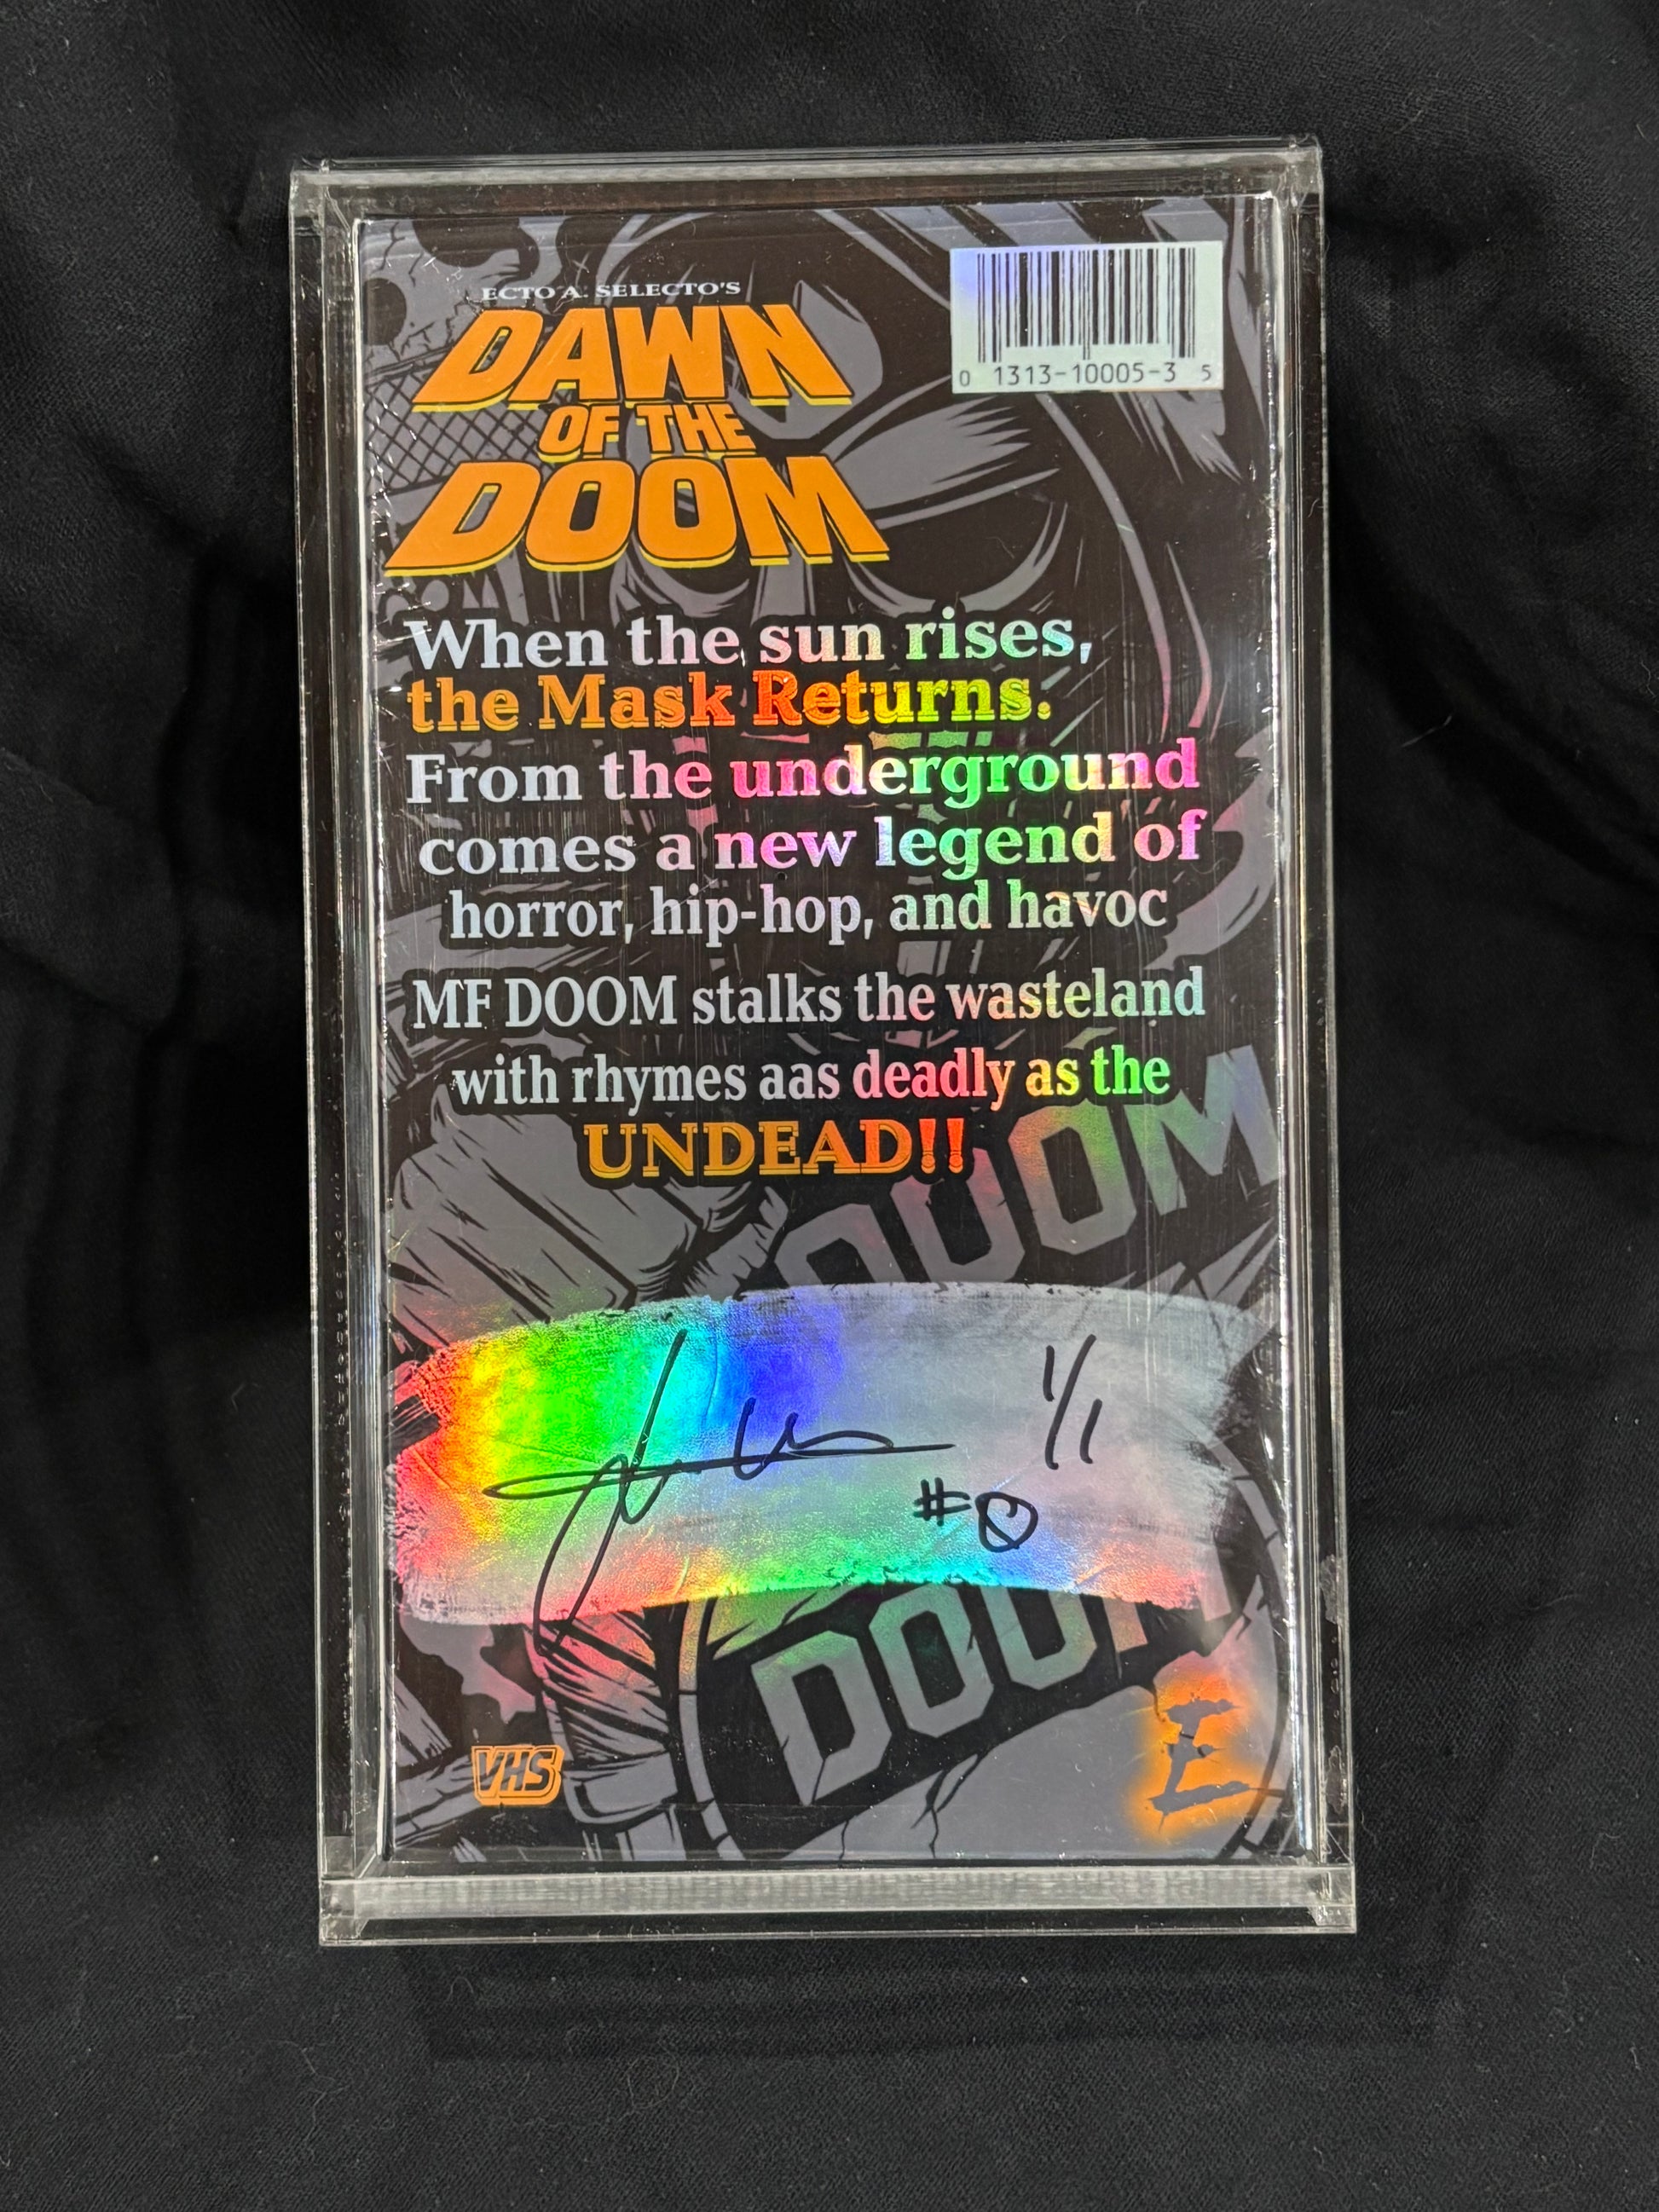 ECTO A. SELECTO'S
DAWN
OF THE
DOOM
0 1313-10005-3 5
When the sun rises,
the Mask Returns.
From the underground
comes a new legend of
horror, hip-hop, and havoc
MF DOOM stalks the wasteland
with rhymes aas deadly as the
UNDEAD!!
DOOM
1/1
#0
DOOM
VHS
E